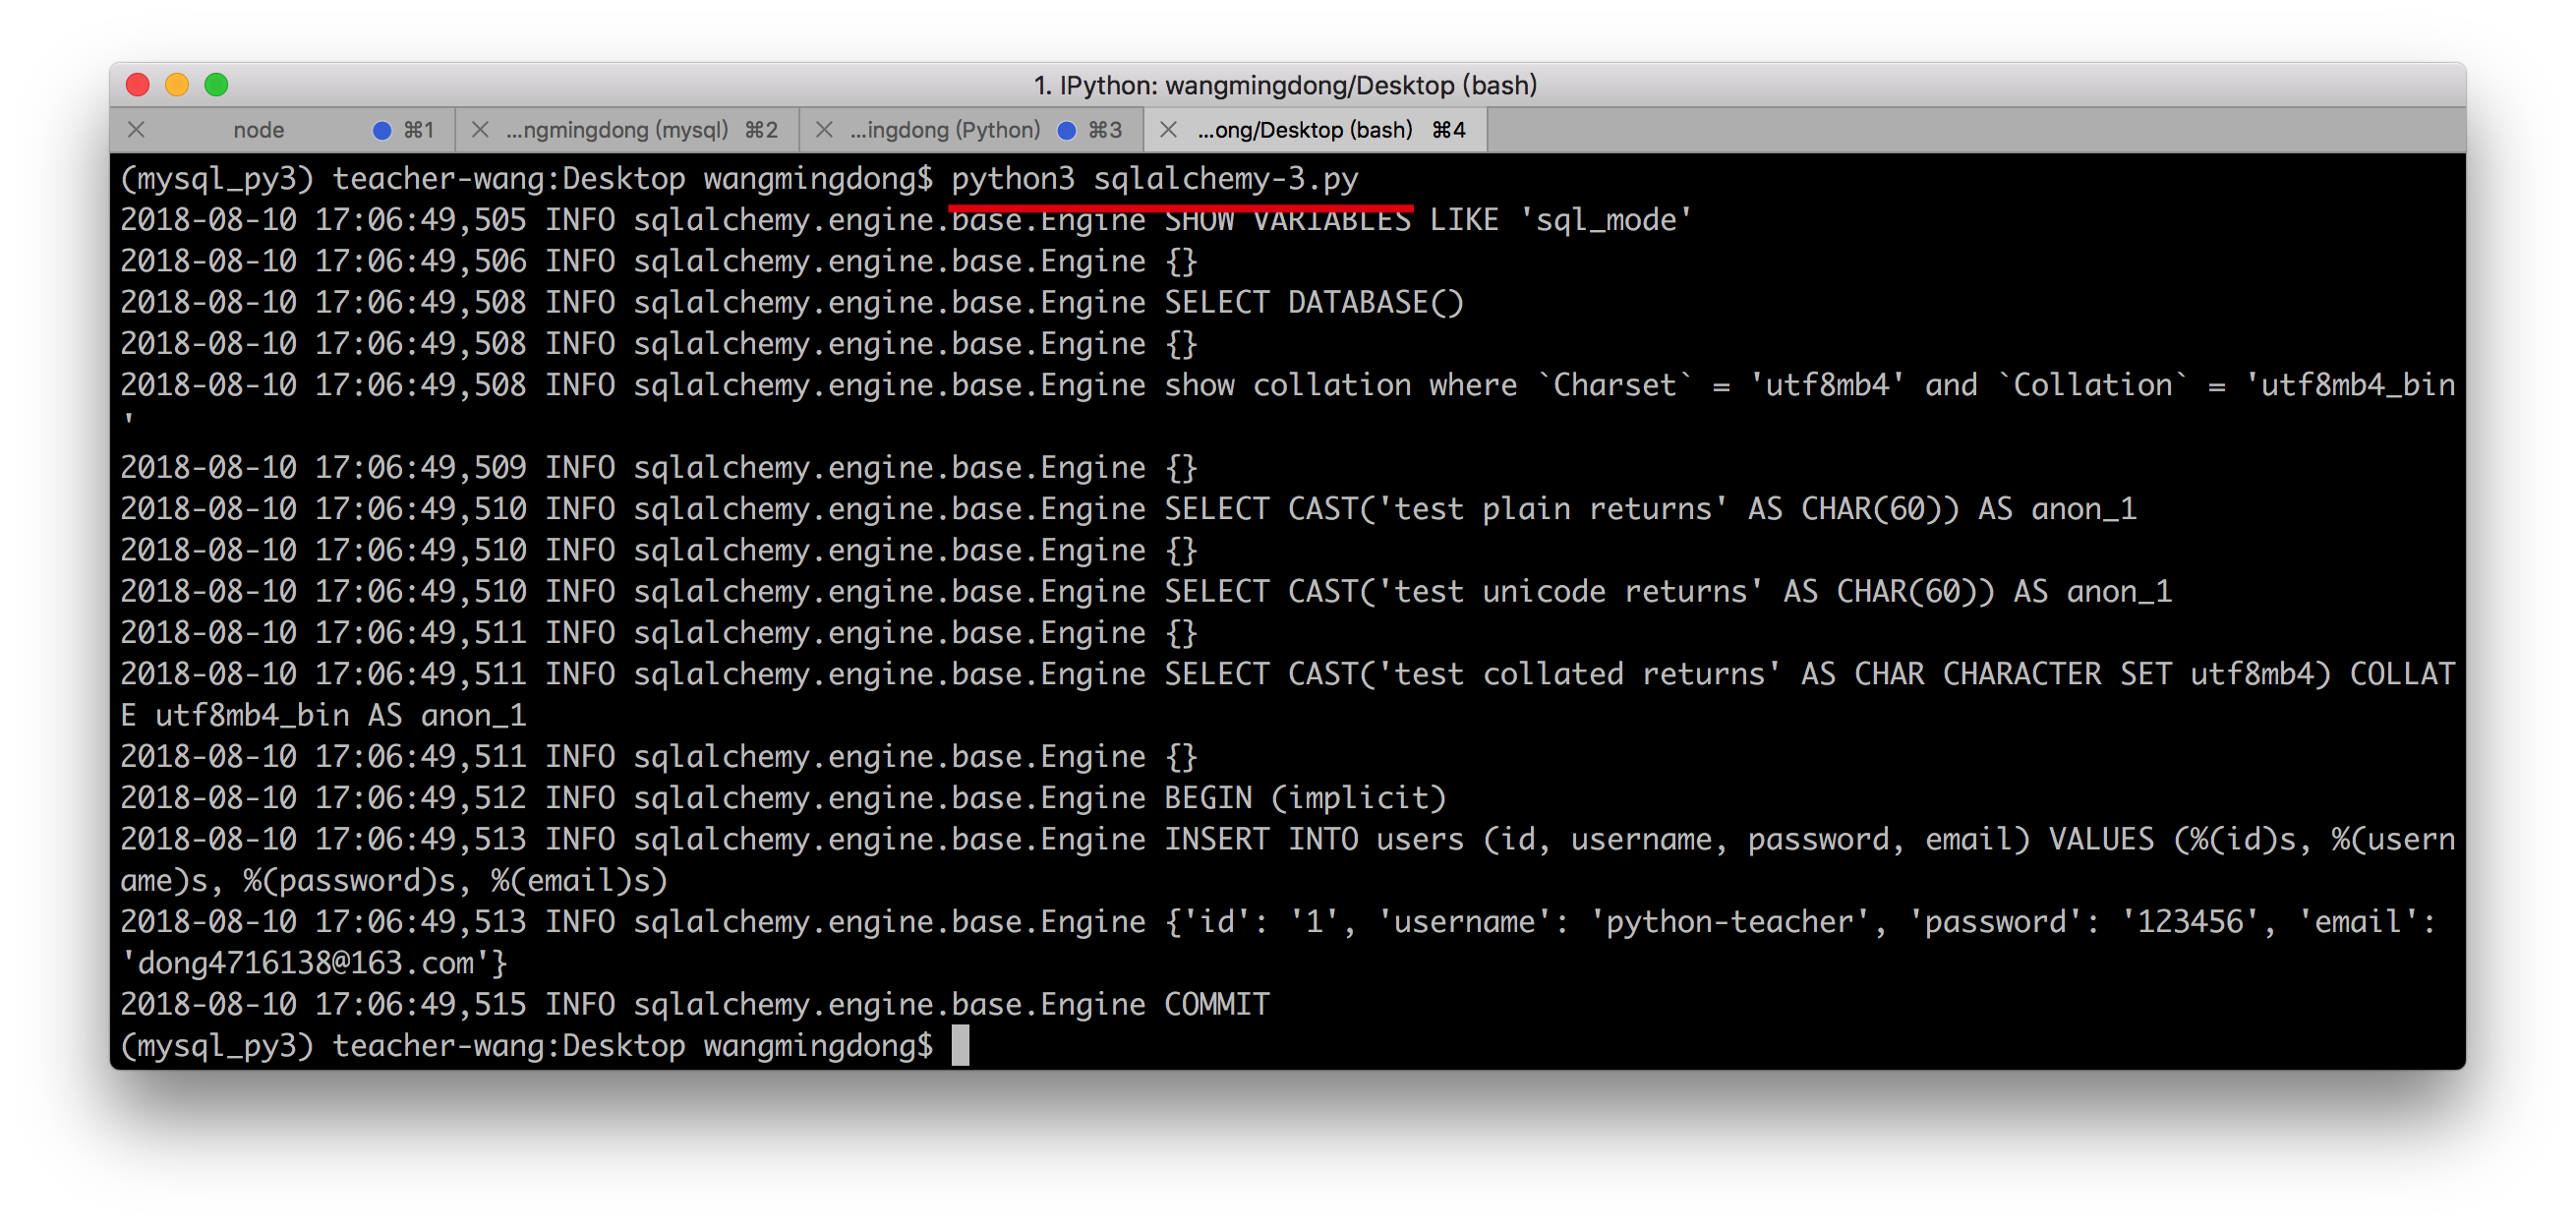 1. IPython: wangmingdong/Desktop (bash)
node ⌘1 ...ngmingdong (mysql) ⌘2 ...ingdong (Python) ⌘3 ...ong/Desktop (bash) ⌘4
(mysql_py3) teacher-wang:Desktop wangmingdong$ python3 sqlalchemy-3.py
2018-08-10 17:06:49,505 INFO sqlalchemy.engine.base.Engine SHOW VARIABLES LIKE 'sql_mode'
2018-08-10 17:06:49,506 INFO sqlalchemy.engine.base.Engine {}
2018-08-10 17:06:49,508 INFO sqlalchemy.engine.base.Engine SELECT DATABASE()
2018-08-10 17:06:49,508 INFO sqlalchemy.engine.base.Engine {}
2018-08-10 17:06:49,508 INFO sqlalchemy.engine.base.Engine show collation where `Charset` = 'utf8mb4' and `Collation` = 'utf8mb4_bin
'
2018-08-10 17:06:49,509 INFO sqlalchemy.engine.base.Engine {}
2018-08-10 17:06:49,510 INFO sqlalchemy.engine.base.Engine SELECT CAST('test plain returns' AS CHAR(60)) AS anon_1
2018-08-10 17:06:49,510 INFO sqlalchemy.engine.base.Engine {}
2018-08-10 17:06:49,510 INFO sqlalchemy.engine.base.Engine SELECT CAST('test unicode returns' AS CHAR(60)) AS anon_1
2018-08-10 17:06:49,511 INFO sqlalchemy.engine.base.Engine {}
2018-08-10 17:06:49,511 INFO sqlalchemy.engine.base.Engine SELECT CAST('test collated returns' AS CHAR CHARACTER SET utf8mb4) COLLAT
E utf8mb4_bin AS anon_1
2018-08-10 17:06:49,511 INFO sqlalchemy.engine.base.Engine {}
2018-08-10 17:06:49,512 INFO sqlalchemy.engine.base.Engine BEGIN (implicit)
2018-08-10 17:06:49,513 INFO sqlalchemy.engine.base.Engine INSERT INTO users (id, username, password, email) VALUES (%(id)s, %(usern
ame)s, %(password)s, %(email)s)
2018-08-10 17:06:49,513 INFO sqlalchemy.engine.base.Engine {'id': '1', 'username': 'python-teacher', 'password': '123456', 'email':
'dong4716138@163.com'}
2018-08-10 17:06:49,515 INFO sqlalchemy.engine.base.Engine COMMIT
(mysql_py3) teacher-wang:Desktop wangmingdong$